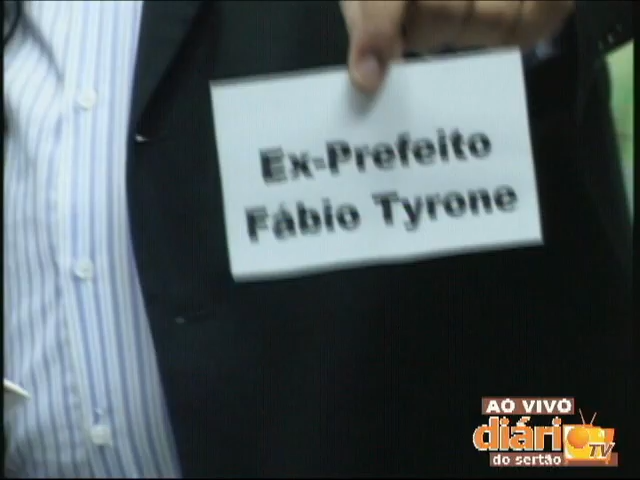 Ex-Prefeito
Fábio Tyrone
AO VIVO
diário
TV
do sertão